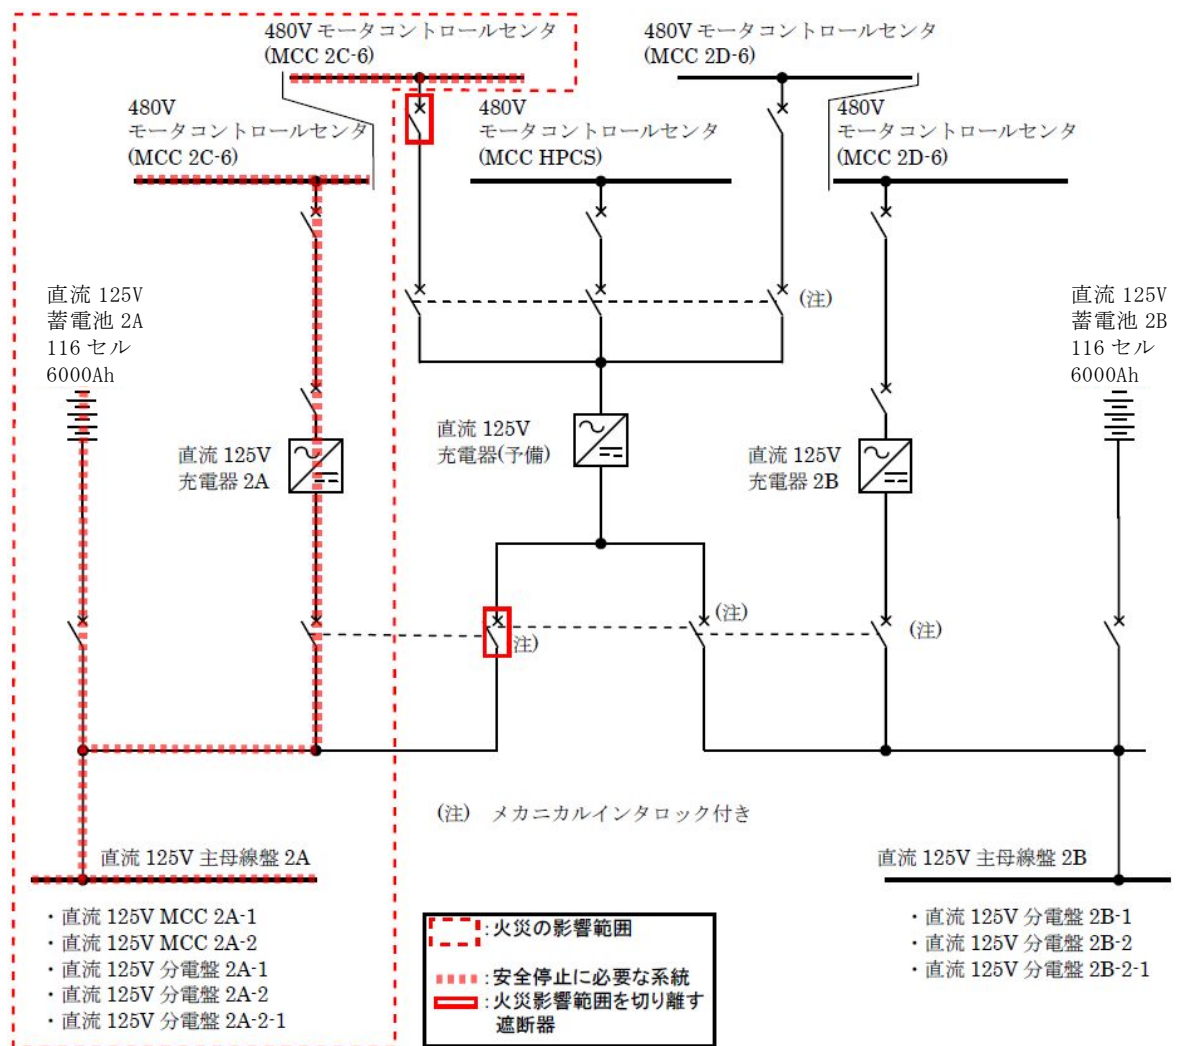 480V モータコントロールセンタ
(MCC 2C-6)
480V モータコントロールセンタ
(MCC 2D-6)
480V
モータコントロールセンタ
(MCC 2C-6)
480V
モータコントロールセンタ
(MCC HPCS)
480V
モータコントロールセンタ
(MCC 2D-6)
直流 125V
蓄電池 2A
116 セル
6000Ah
(注)
直流 125V
蓄電池 2B
116 セル
6000Ah
直流 125V
充電器 2A
直流 125V
充電器(予備)
直流 125V
充電器 2B
注)
(注)
(注)
(注) メカニカルインタロック付き
直流 125V 主母線盤 2A
直流 125V 主母線盤 2B
・直流 125V MCC 2A-1
・直流 125V MCC 2A-2
・直流 125V 分電盤 2A-1
・直流 125V 分電盤 2A-2
・直流 125V 分電盤 2A-2-1
・直流 125V 分電盤 2B-1
・直流 125V 分電盤 2B-2
・直流 125V 分電盤 2B-2-1
:火災の影響範囲
:安全停止に必要な系統
:火災影響範囲を切り離す
遮断器